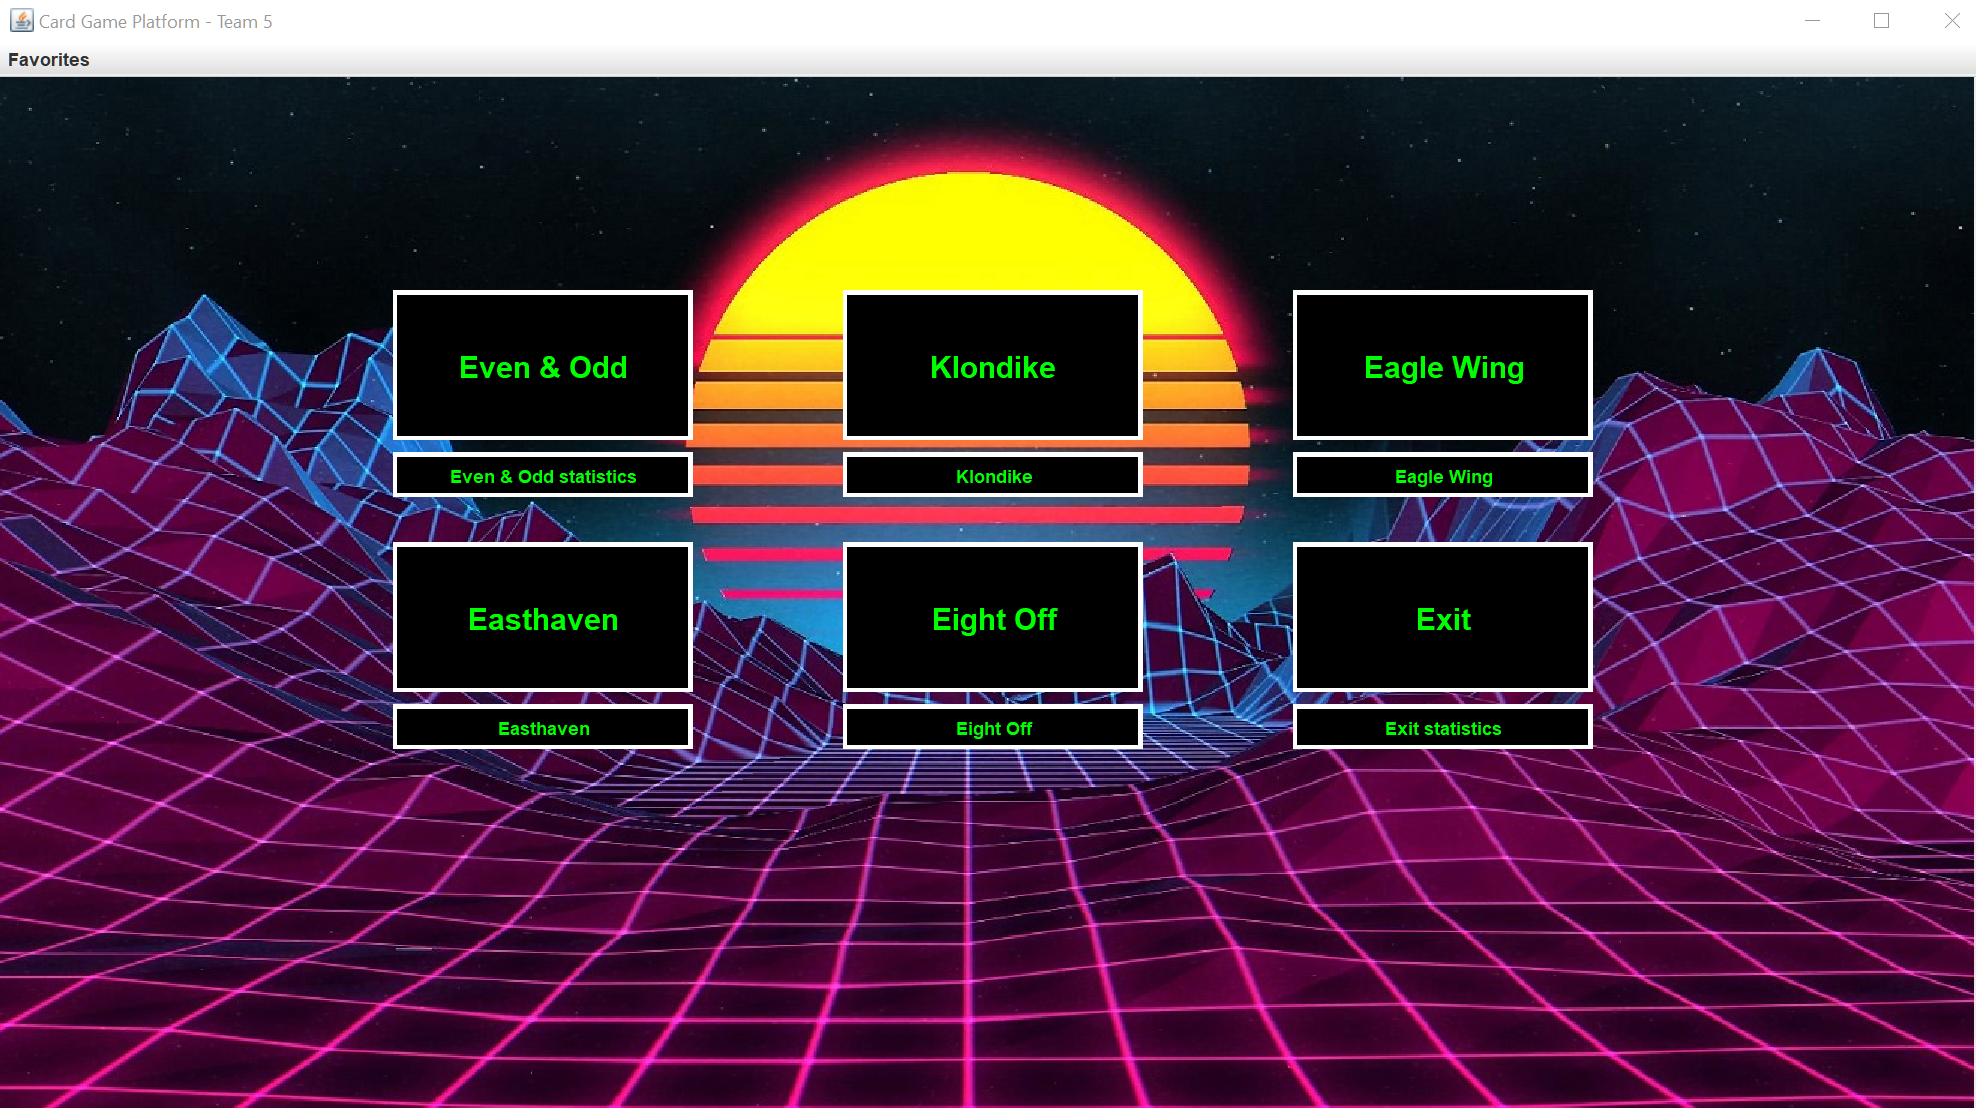 Card Game Platform - Team 5
Favorites
Even & Odd
Klondike
Eagle Wing
Even & Odd statistics
Klondike
Eagle Wing
Easthaven
Eight Off
Exit
Easthaven
Eight Off
Exit statistics